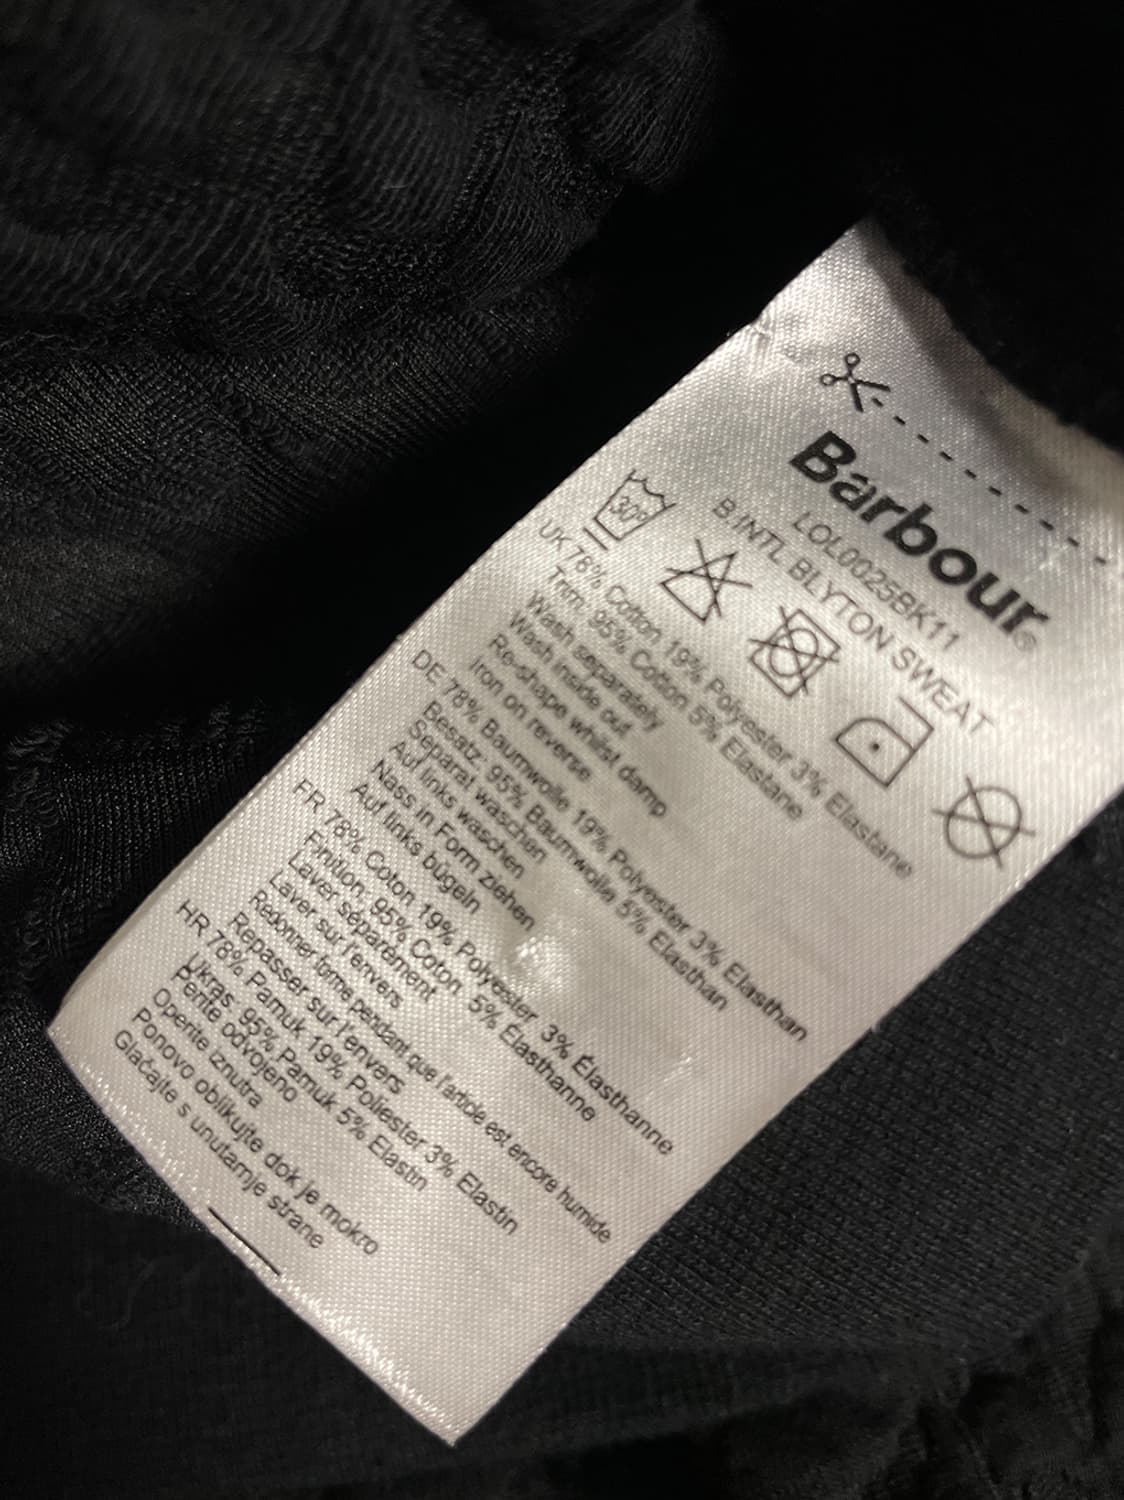 Barbour®
LOL0025BK11
B.INTL BLYTON SWEAT
30°
UK 78% Cotton 19% Polyester 3% Elastane
Trim: 95% Cotton 5% Elastane
Wash separately
Wash inside out
Re-shape whilst damp
Iron on reverse
DE 78% Baumwolle 19% Polyester 3% Elasthan
Besatz: 95% Baumwolle 5% Elasthan
Separat waschen
Auf links waschen
Nass in Form ziehen
Auf links bügeln
FR 78% Coton 19% Polyester 3% Élasthanne
Finition: 95% Coton 5% Élasthanne
Laver séparément
Laver sur l'envers
Redonner forme pendant que l'article est encore humide
Repasser sur l'envers
HR 78% Pamuk 19% Poliester 3% Elastin
Ukras: 95% Pamuk 5% Elastin
Perite odvojeno
Operite iznutra
Ponovo oblikujte dok je mokro
Glačajte s unutarnje strane